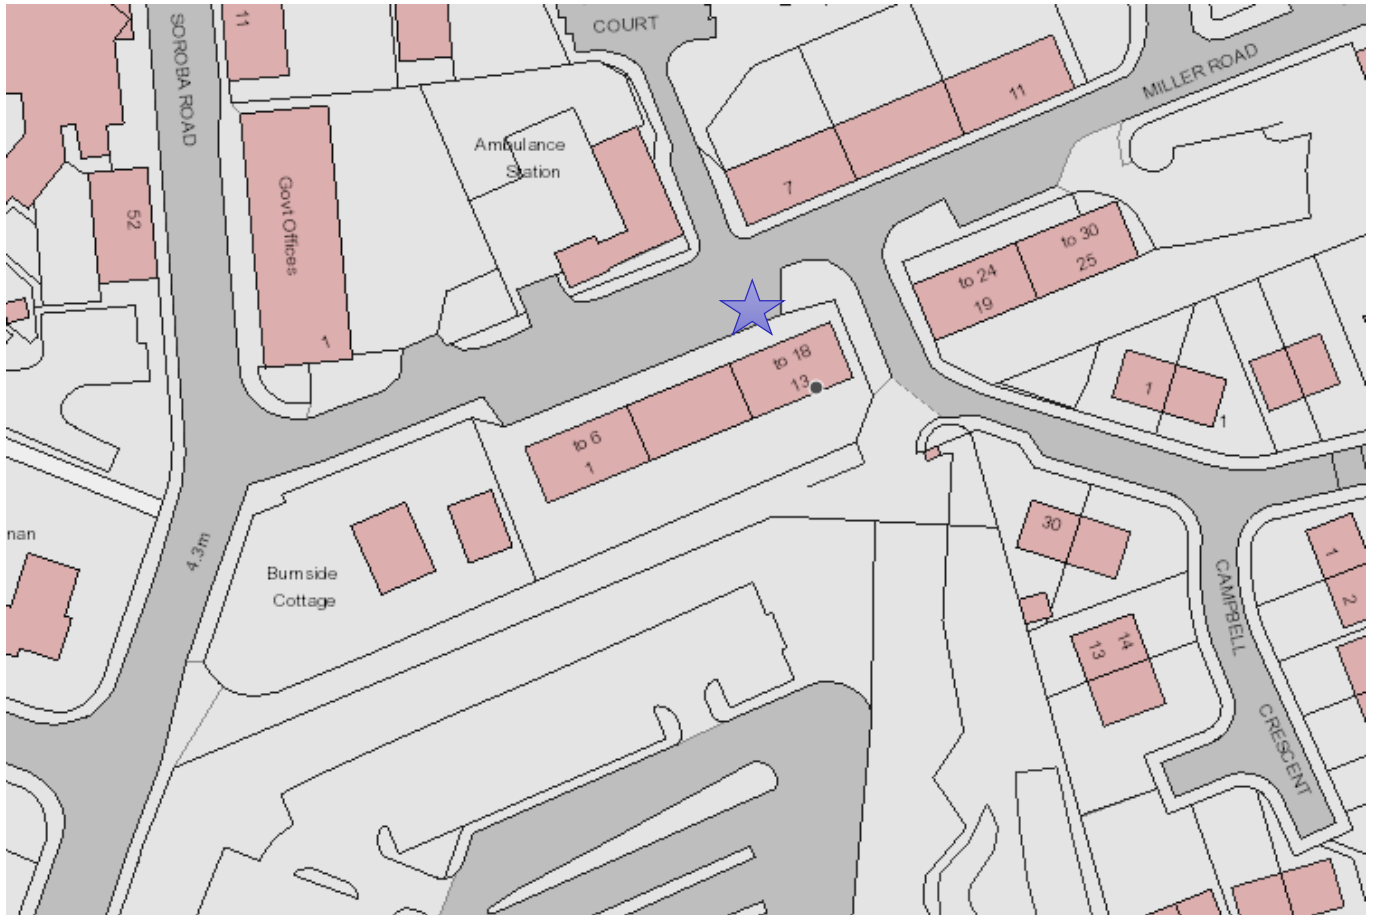 COURT
SOROBA ROAD
11
MILLER ROAD
11
Ambulance
Station
7
Govt Offices
1
52
to 30
25
to 24
19
to 18
13
to 6
1
1
1
nan
4.3m
Burnside
Cottage
30
CAMPBELL
CRESCENT
13
14
1
2